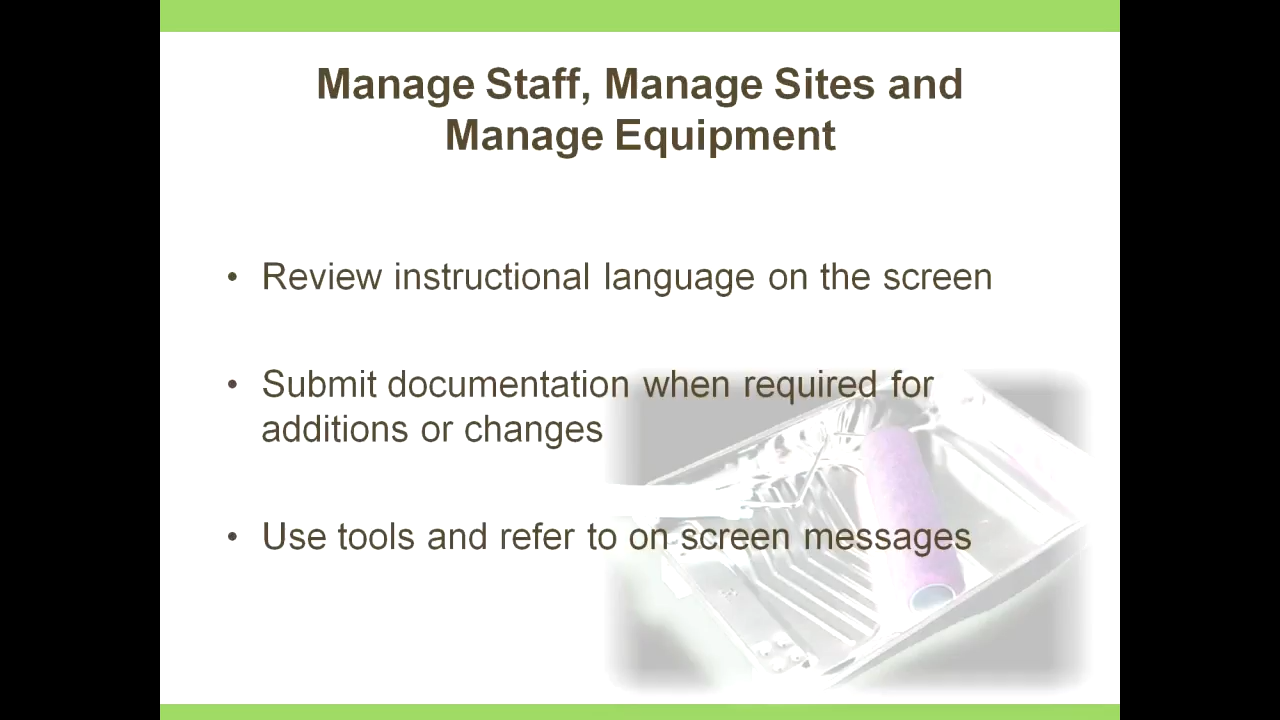 Manage Staff, Manage Sites and
Manage Equipment
• Review instructional language on the screen
• Submit documentation when required for
additions or changes
• Use tools and refer to on screen messages